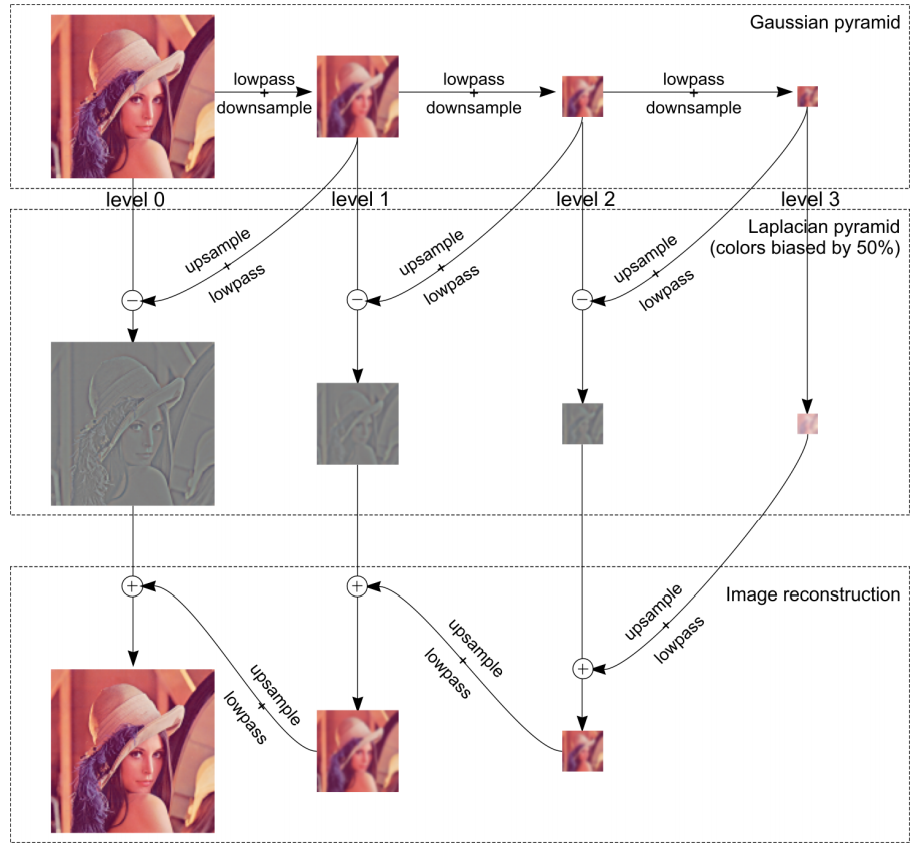 Gaussian pyramid
lowpass
+
downsample
lowpass
+
downsample
lowpass
+
downsample
level 0
level 1
level 2
level 3
Laplacian pyramid
(colors biased by 50%)
upsample
+
lowpass
upsample
+
lowpass
upsample
+
lowpass
−
−
−
Image reconstruction
+
+
upsample
+
lowpass
upsample
+
lowpass
upsample
+
lowpass
+